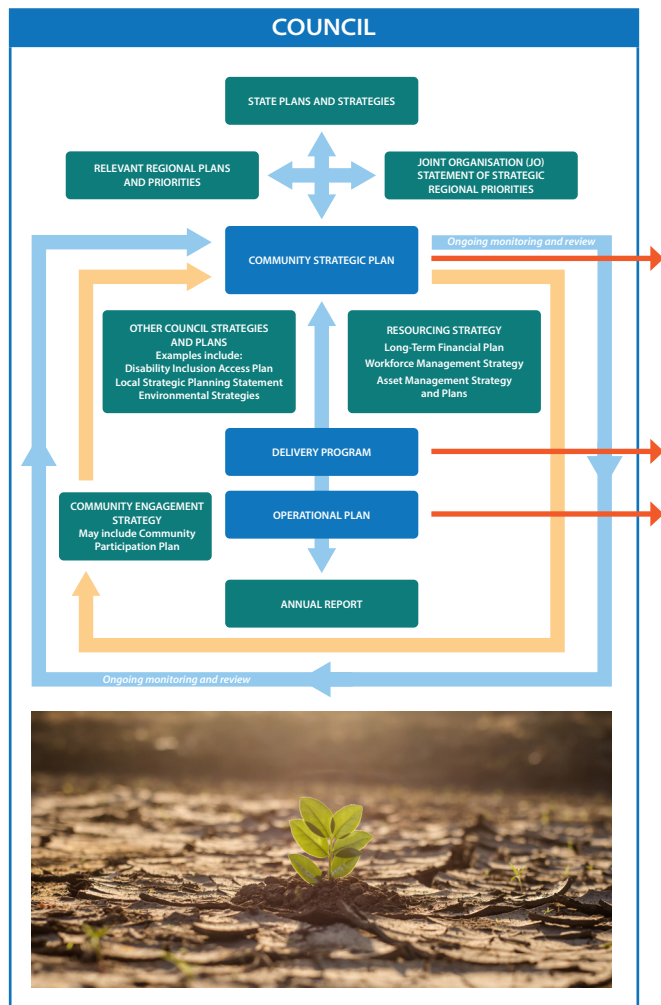 COUNCIL
STATE PLANS AND STRATEGIES
RELEVANT REGIONAL PLANS
AND PRIORITIES
JOINT ORGANISATION (JO)
STATEMENT OF STRATEGIC
REGIONAL PRIORITIES
Ongoing monitoring and review
COMMUNITY STRATEGIC PLAN
OTHER COUNCIL STRATEGIES
AND PLANS
Examples include:
Disability Inclusion Access Plan
Local Strategic Planning Statement
Environmental Strategies
RESOURCING STRATEGY
Long-Term Financial Plan
Workforce Management Strategy
Asset Management Strategy
and Plans
DELIVERY PROGRAM
COMMUNITY ENGAGEMENT
STRATEGY
May include Community
Participation Plan
OPERATIONAL PLAN
ANNUAL REPORT
Ongoing monitoring and review